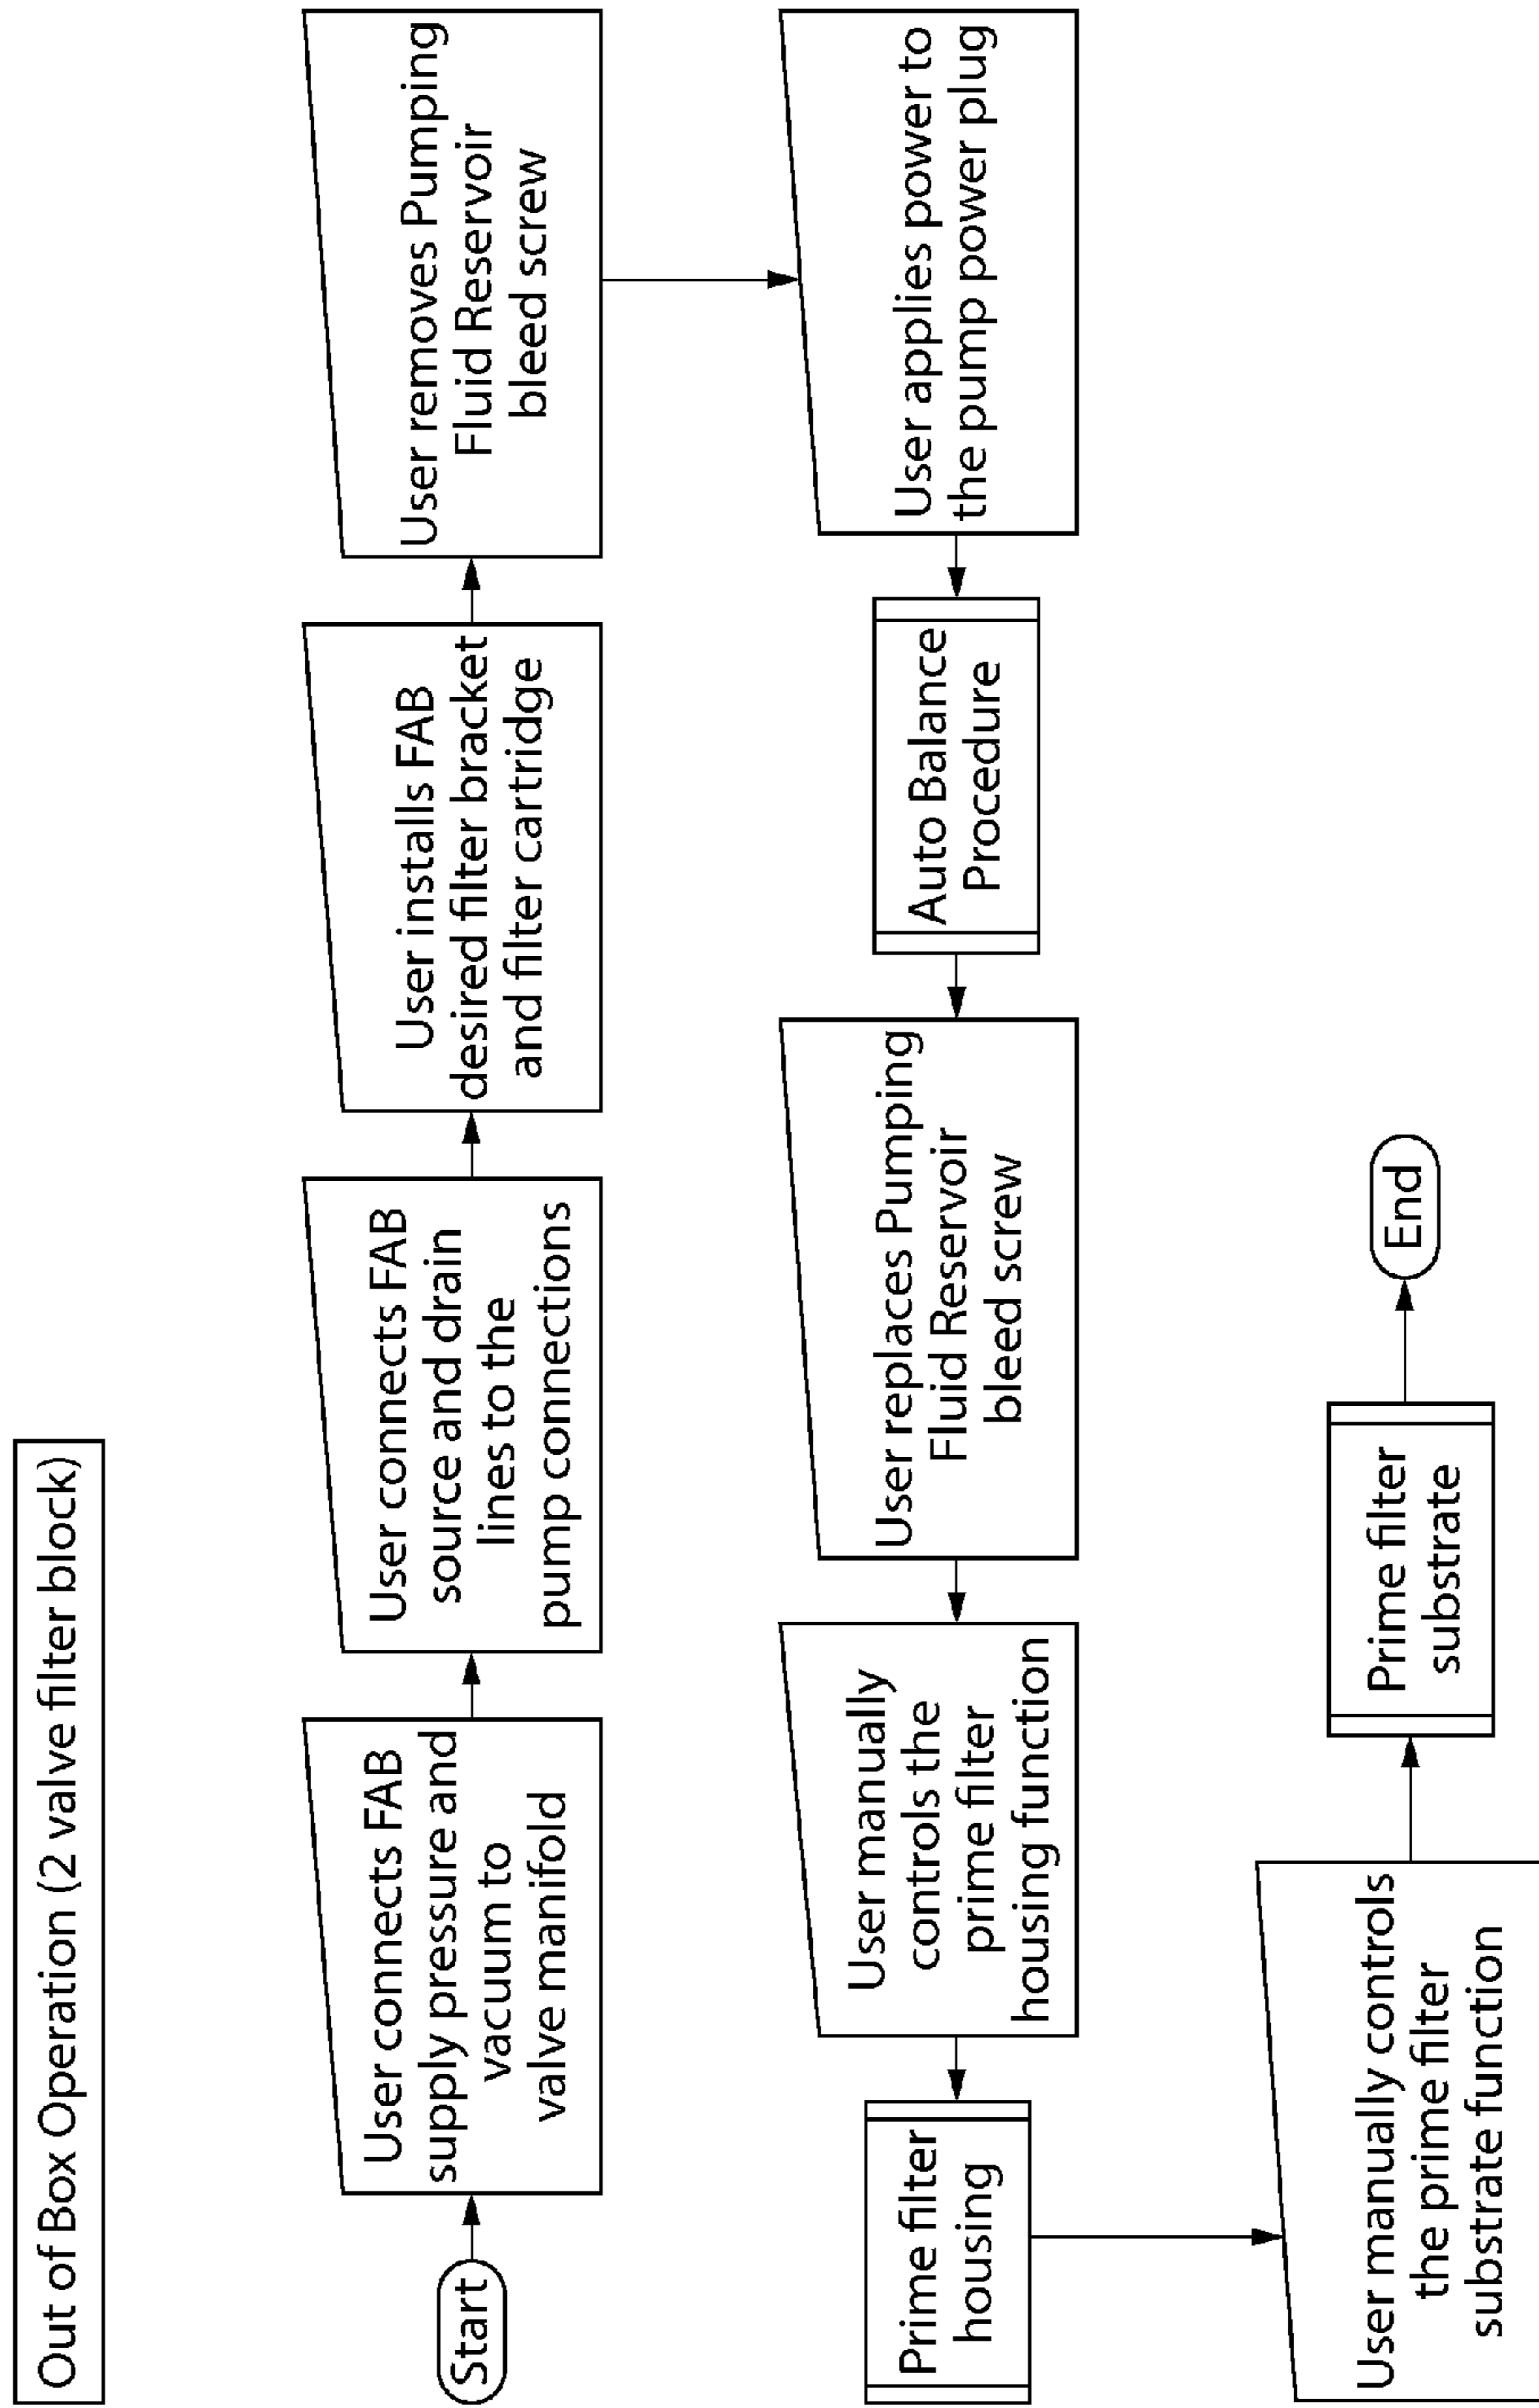 Out of Box Operation (2 valve filter block)
Start
User connects FAB
supply pressure and
vacuum to
valve manifold
User connects FAB
source and drain
lines to the
pump connections
User installs FAB
desired filter bracket
and filter cartridge
User removes Pumping
Fluid Reservoir
bleed screw
User applies power to
the pump power plug
Auto Balance
Procedure
User replaces Pumping
Fluid Reservoir
bleed screw
User manually
controls the
prime filter
housing function
Prime filter
housing
User manually controls
the prime filter
substrate function
Prime filter
substrate
End